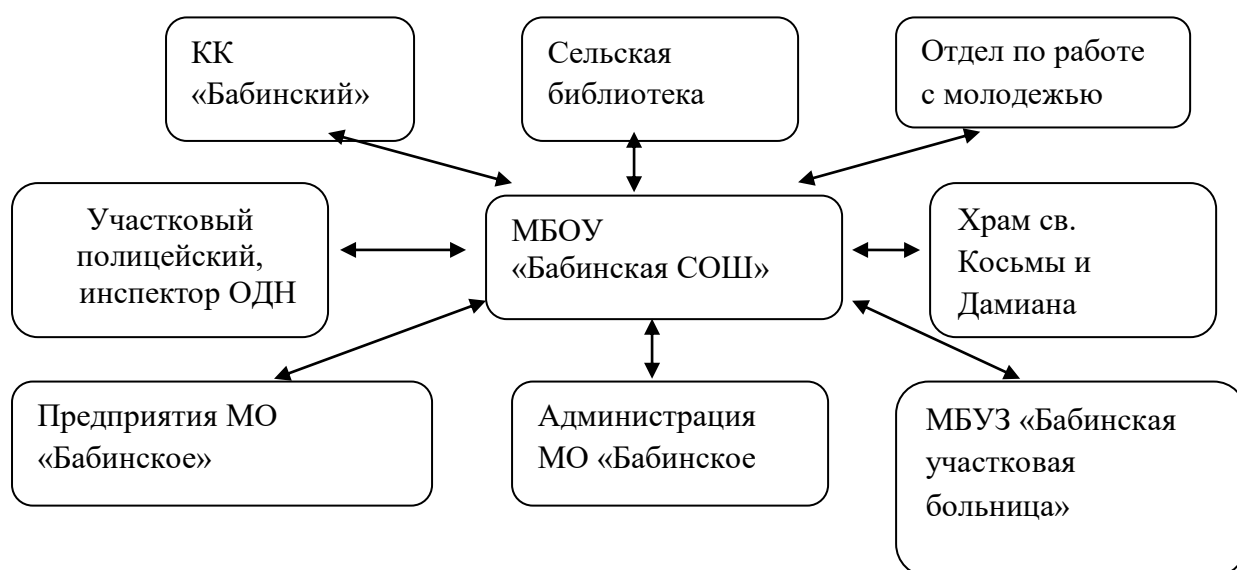 КК
«Бабинский»
Сельская
библиотека
Отдел по работе
с молодежью
Участковый
полицейский,
инспектор ОДН
МБОУ
«Бабинская СОШ»
Храм св.
Косьмы и
Дамиана
Предприятия МО
«Бабинское»
Администрация
МО «Бабинское
МБУЗ «Бабинская
участковая
больница»